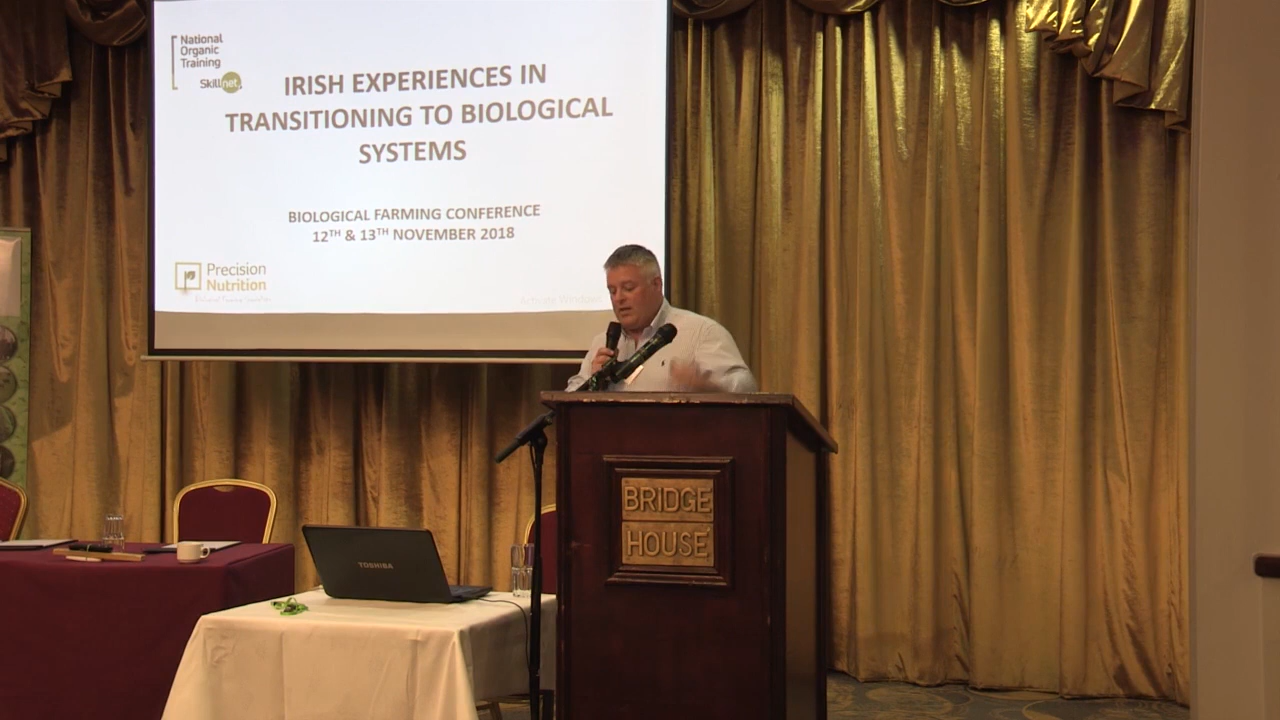 National
Organic
Training
Skillnet
IRISH EXPERIENCES IN
TRANSITIONING TO BIOLOGICAL
SYSTEMS
BIOLOGICAL FARMING CONFERENCE
12TH & 13TH NOVEMBER 2018
Precision
Nutrition
Activate Windows
BRIDGE
HOUSE
TOSHIBA